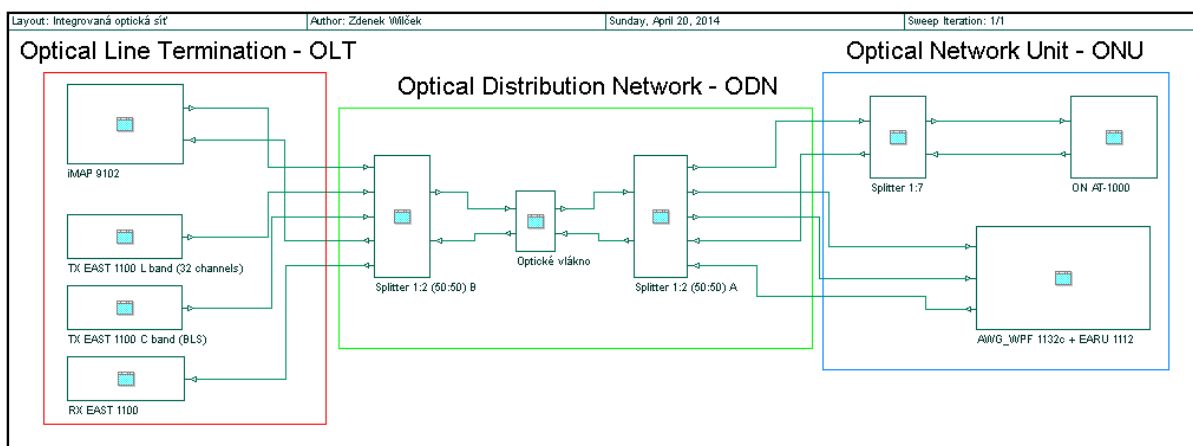 Layout: Integrovaná optická síť
Author: Zdenek Wilček
Sunday, April 20, 2014
Sweep Iteration: 1/1
Optical Line Termination - OLT
Optical Network Unit - ONU
Optical Distribution Network - ODN
iMAP 9102
TX EAST 1100 L band (32 channels)
TX EAST 1100 C band (BLS)
RX EAST 1100
Splitter 1:2 (50:50) B
Optické vlákno
Splitter 1:2 (50:50) A
Splitter 1:7
ON AT-1000
AWG_WPF 1132c + EARU 1112